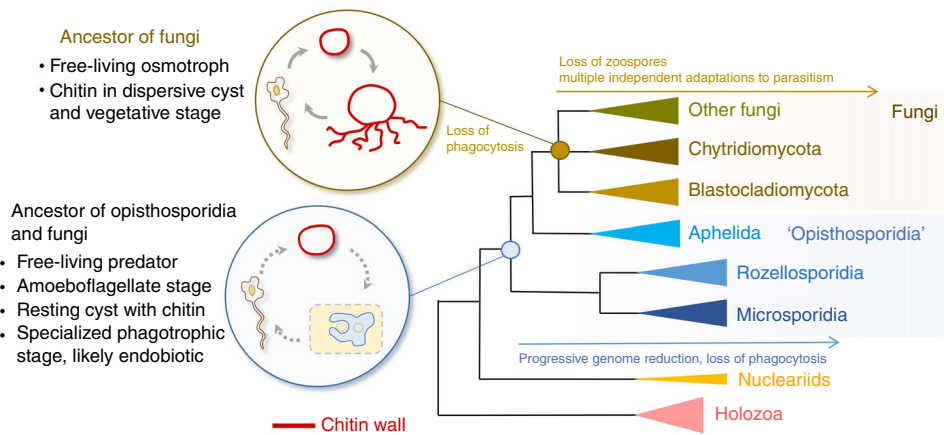 Ancestor of fungi
• Free-living osmotroph
• Chitin in dispersive cyst
and vegetative stage
Loss of
phagocytosis
Loss of zoospores
multiple independent adaptations to parasitism
Other fungi
Fungi
Chytridiomycota
Blastocladiomycota
Ancestor of opisthosporidia
and fungi
• Free-living predator
• Amoeboflagellate stage
• Resting cyst with chitin
• Specialized phagotrophic
stage, likely endobiotic
Aphelida
'Opisthosporidia'
Rozellosporidia
Microsporidia
Progressive genome reduction, loss of phagocytosis
Nucleariids
Holozoa
Chitin wall